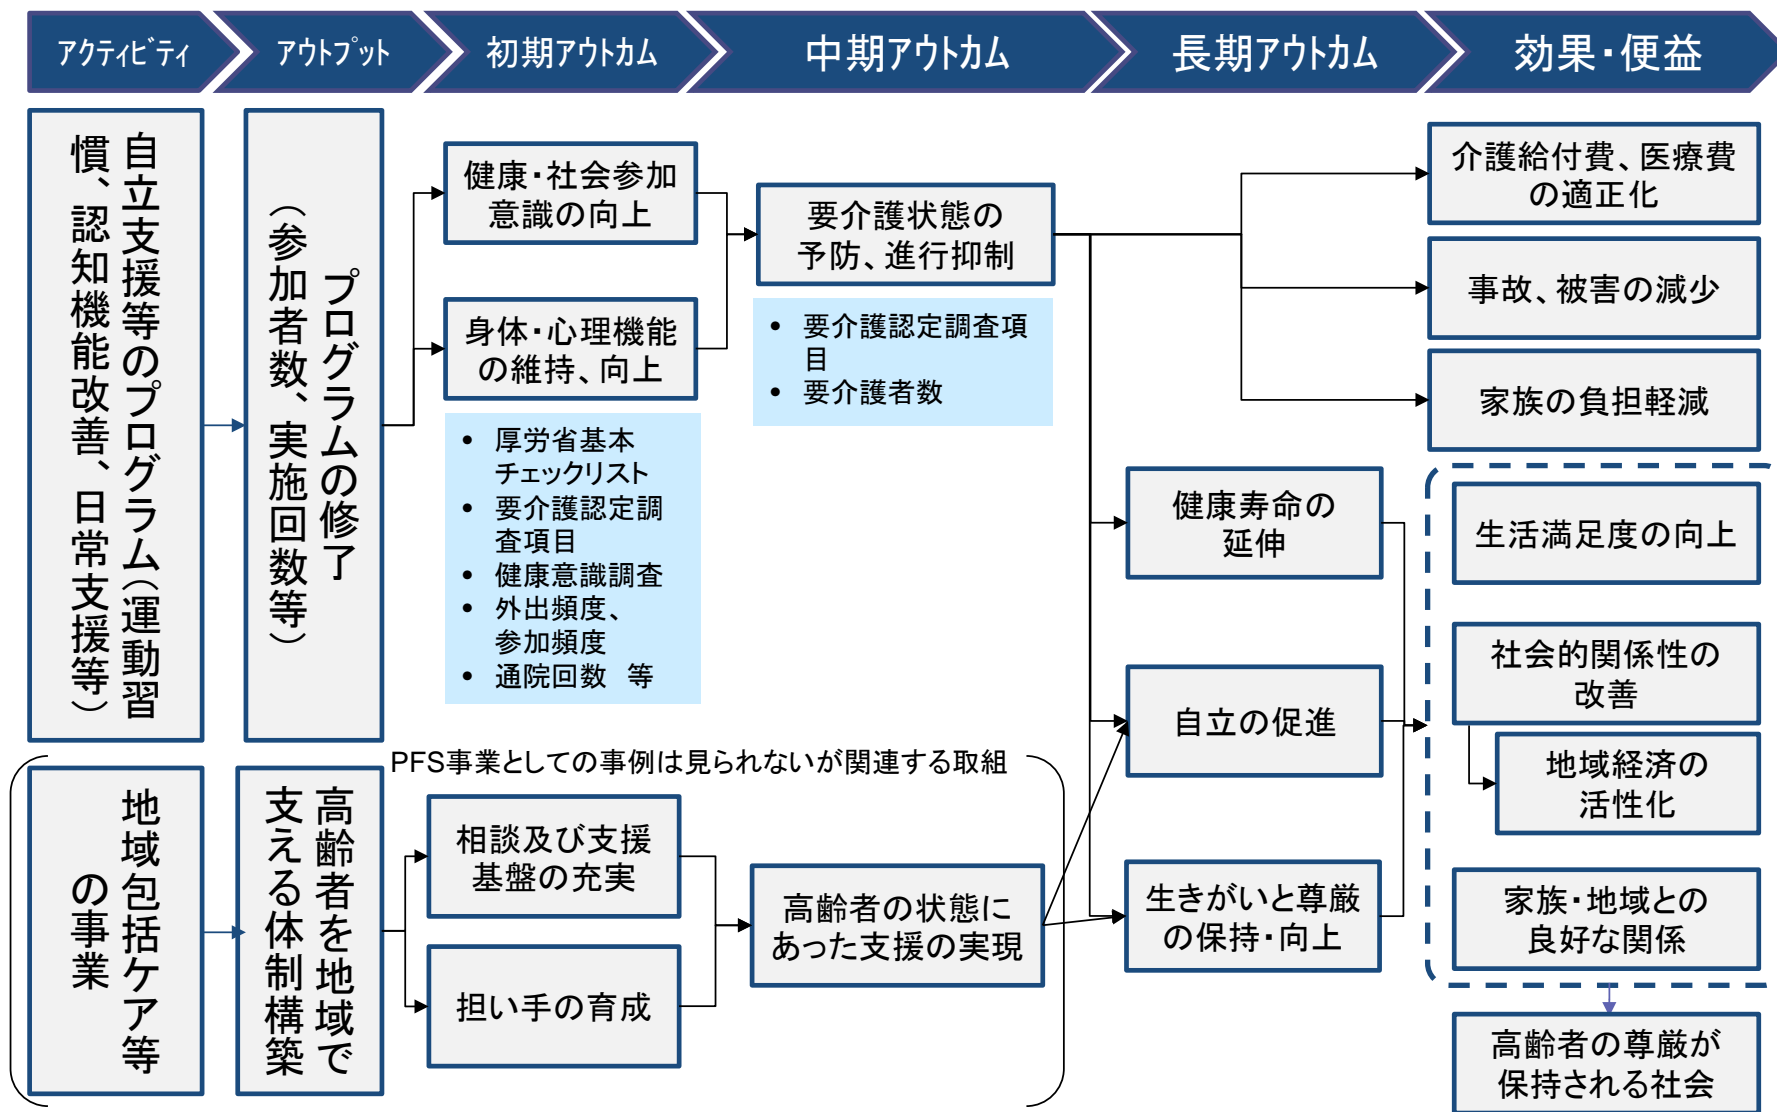 アクティビティ
アウトプット
初期アウトカム
中期アウトカム
長期アウトカム
効果・便益
自立支援等のプログラム（運動習
慣、認知機能改善、日常支援等）
プログラムの修了
（参加者数、実施回数等）
健康・社会参加
意識の向上
身体・心理機能
の維持、向上
• 厚労省基本
チェックリスト
• 要介護認定調
査項目
• 健康意識調査
• 外出頻度、
参加頻度
• 通院回数　等
要介護状態の
予防、進行抑制
• 要介護認定調査項
目
• 要介護者数
健康寿命の
延伸
自立の促進
生きがいと尊厳
の保持・向上
介護給付費、医療費
の適正化
事故、被害の減少
家族の負担軽減
生活満足度の向上
社会的関係性の
改善
地域経済の
活性化
家族・地域との
良好な関係
高齢者の尊厳が
保持される社会
PFS事業としての事例は見られないが関連する取組
地域包括ケア等
の事業
高齢者を地域で
支える体制構築
相談及び支援
基盤の充実
担い手の育成
高齢者の状態に
あった支援の実現